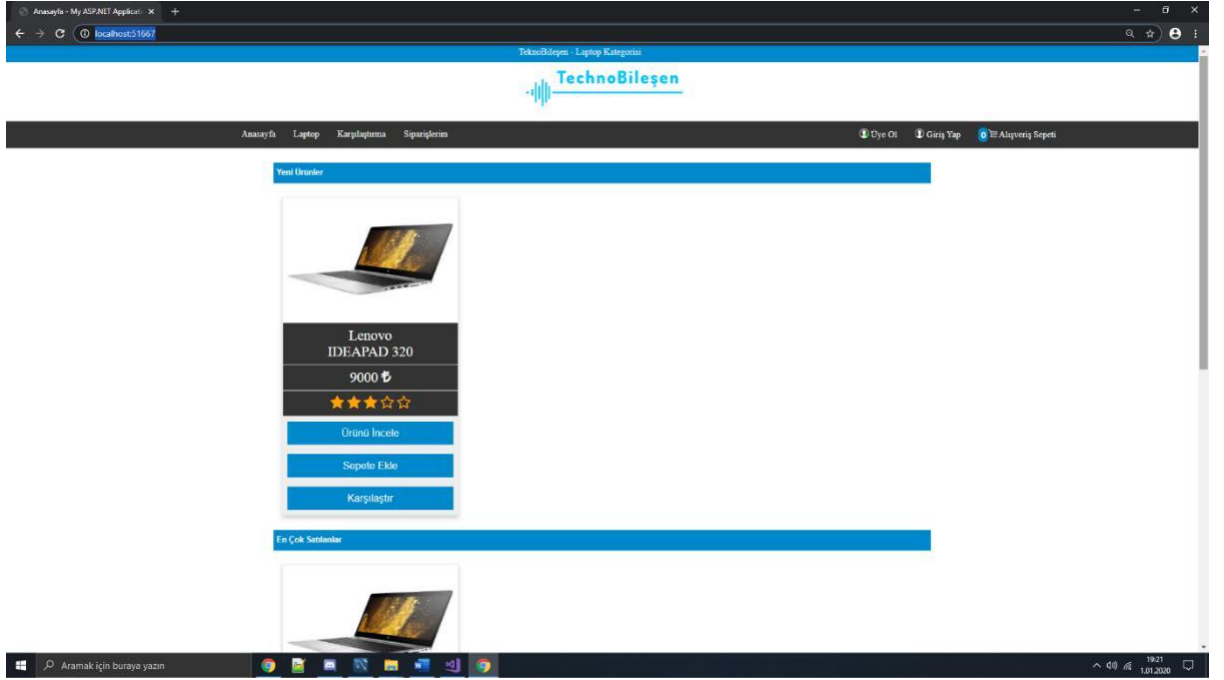 Anasayfa - My ASP.NET Applicati
localhost:51667
TeknoBileşen - Laptop Kategorisi
TechnoBileşen
Anasayfa Laptop Karşılaştırma Siparişlerim Üye Ol Giriş Yap 0 Alışveriş Sepeti
Yeni Ürünler
Lenovo
IDEAPAD 320
9000 ₺
Ürünü İncele
Sepete Ekle
Karşılaştır
En Çok Satılanlar
Aramak için buraya yazın
19:21
1.01.2020